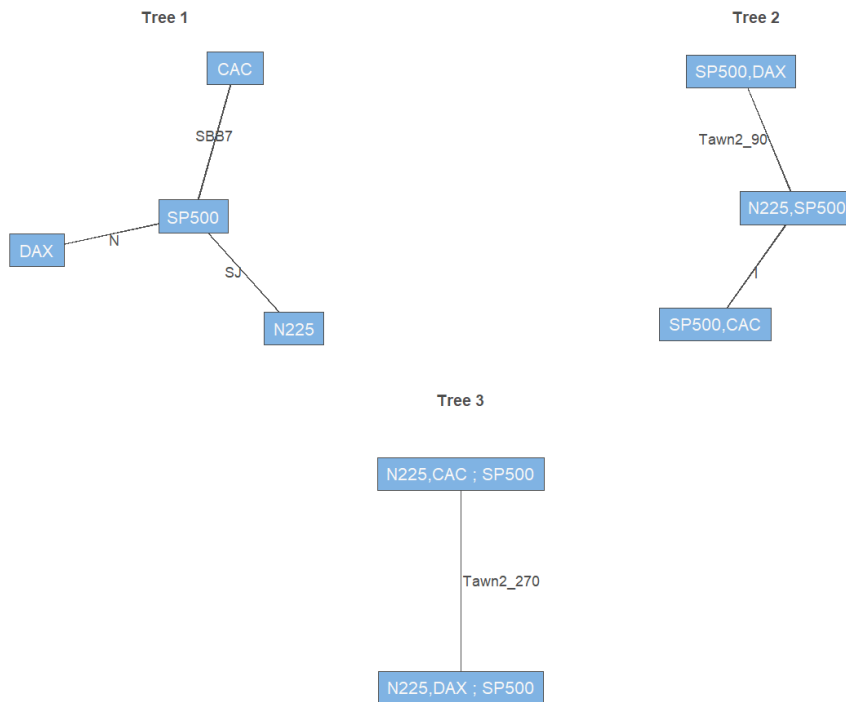 Tree 1
CAC
SBB7
SP500
DAX
N
SJ
N225
Tree 2
SP500,DAX
Tawn2_90
N225,SP500
I
SP500,CAC
Tree 3
N225,CAC ; SP500
Tawn2_270
N225,DAX ; SP500